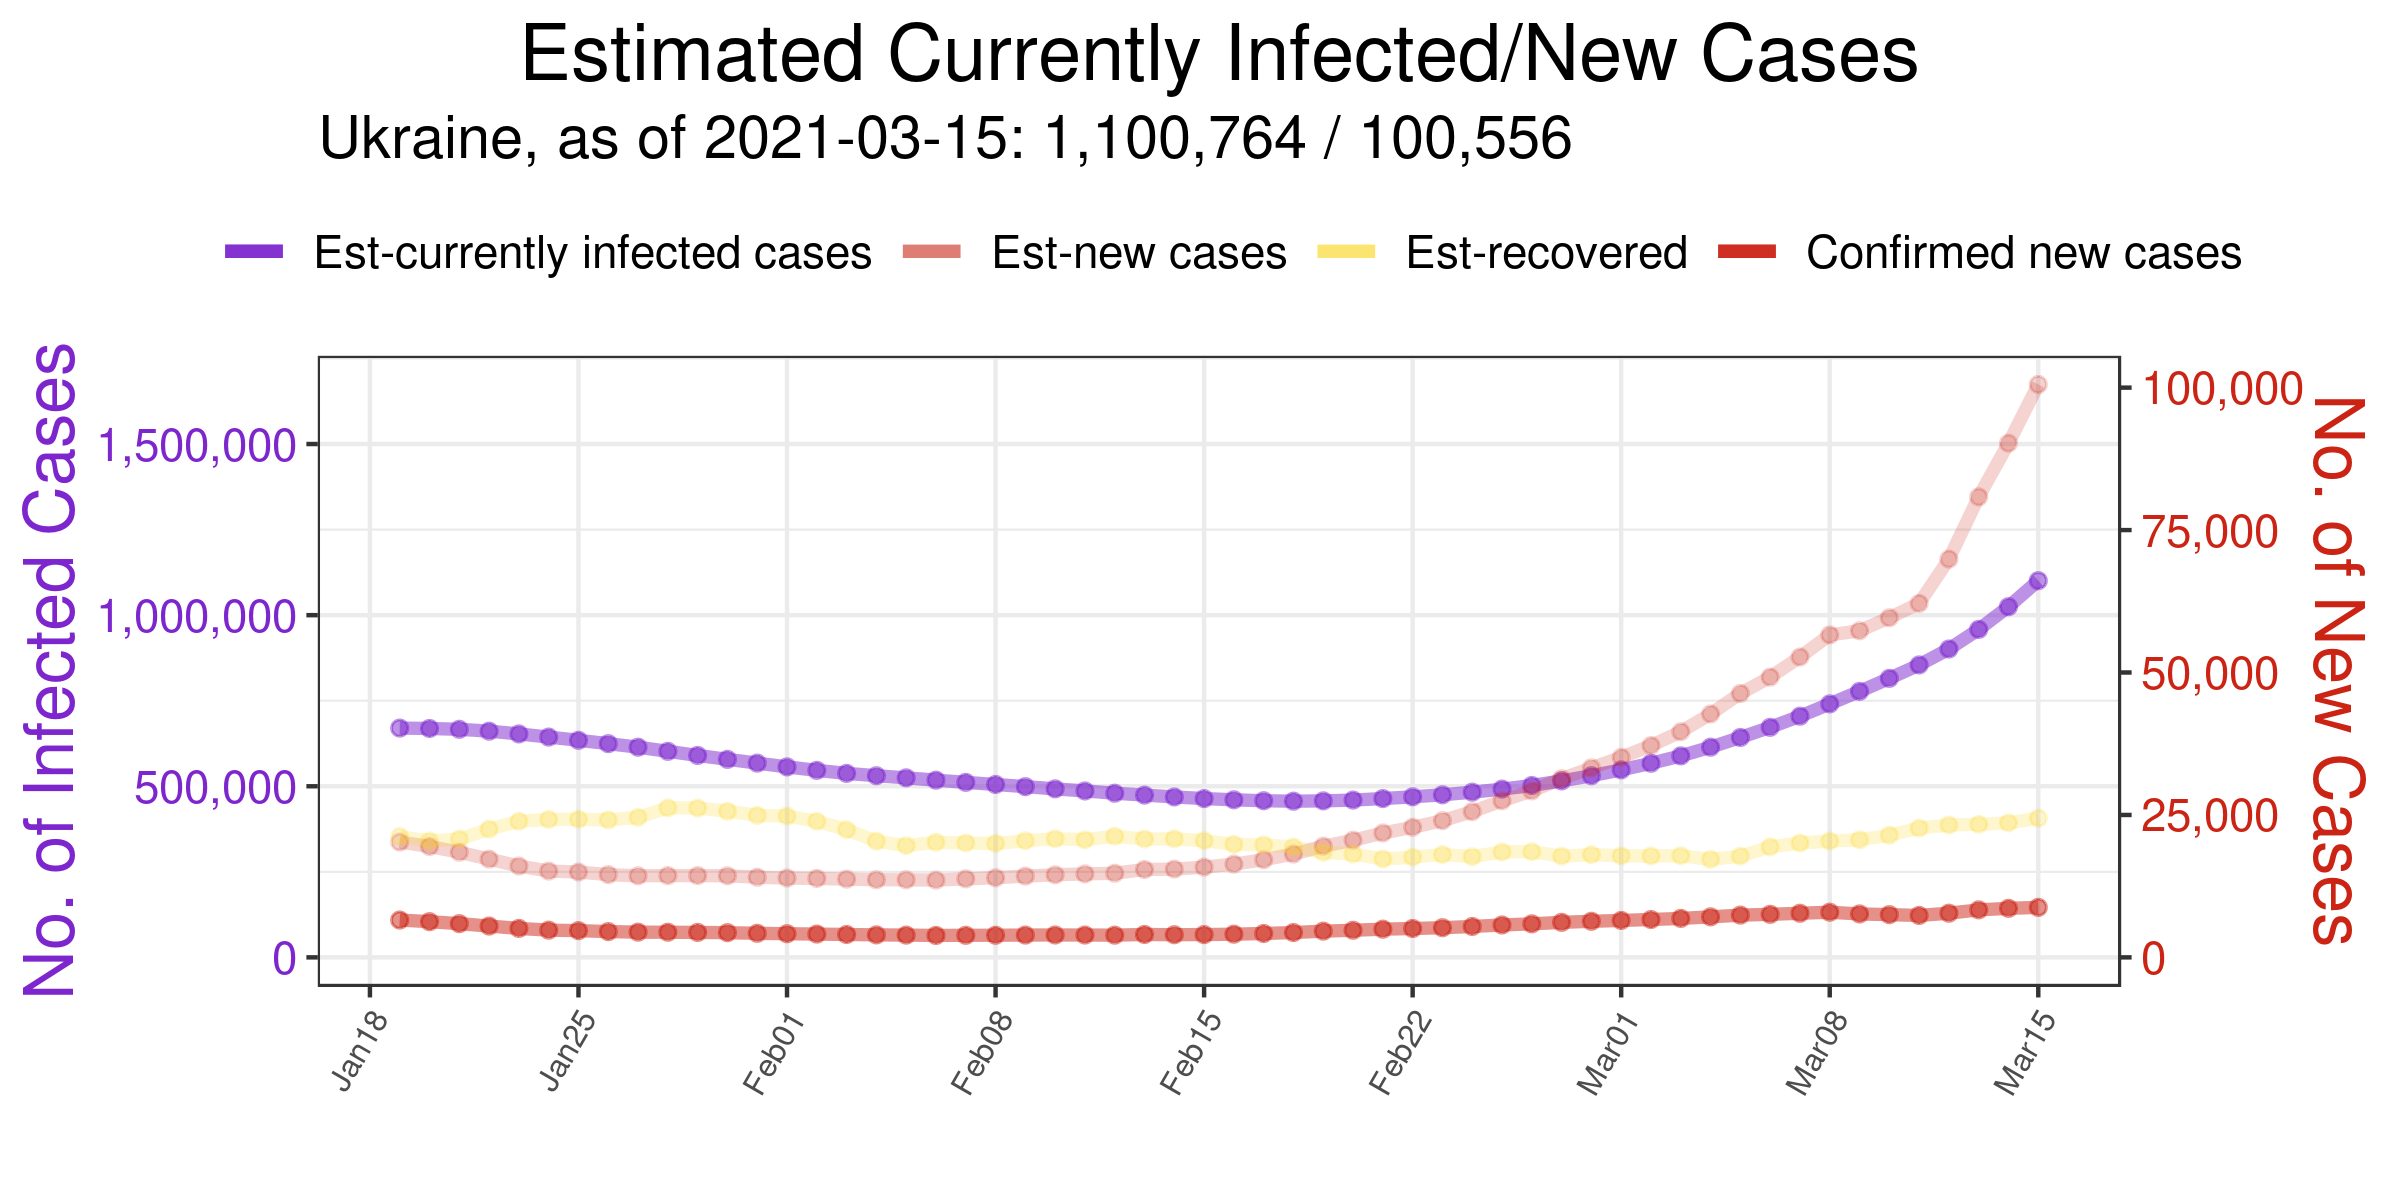 Estimated Currently Infected/New Cases
Ukraine, as of 2021-03-15: 1,100,764 / 100,556
Est-currently infected cases Est-new cases Est-recovered Confirmed new cases
No. of Infected Cases
1,500,000
1,000,000
500,000
0
100,000
75,000
50,000
25,000
0
No. of New Cases
Jan18 Jan25 Feb01 Feb08 Feb15 Feb22 Mar01 Mar08 Mar15